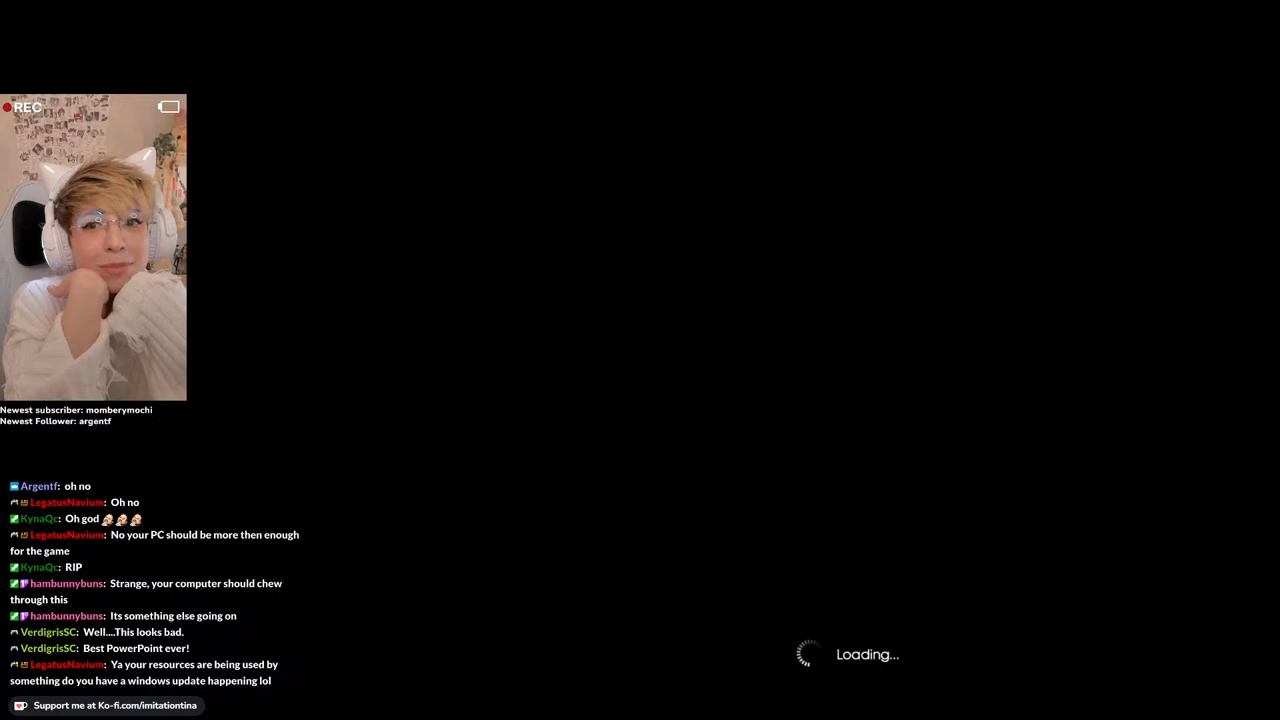 REC
Newest subscriber: momberymochi
Newest Follower: argentf
Argentf: oh no
LegatusNavium: Oh no
KynaQc: Oh god
LegatusNavium: No your PC should be more then enough
for the game
KynaQc: RIP
hambunnybuns: Strange, your computer should chew
through this
hambunnybuns: Its something else going on
VerdigrisSC: Well....This looks bad.
VerdigrisSC: Best PowerPoint ever!
LegatusNavium: Ya your resources are being used by
something do you have a windows update happening lol
Support me at Ko-fi.com/imitationtina
Loading...